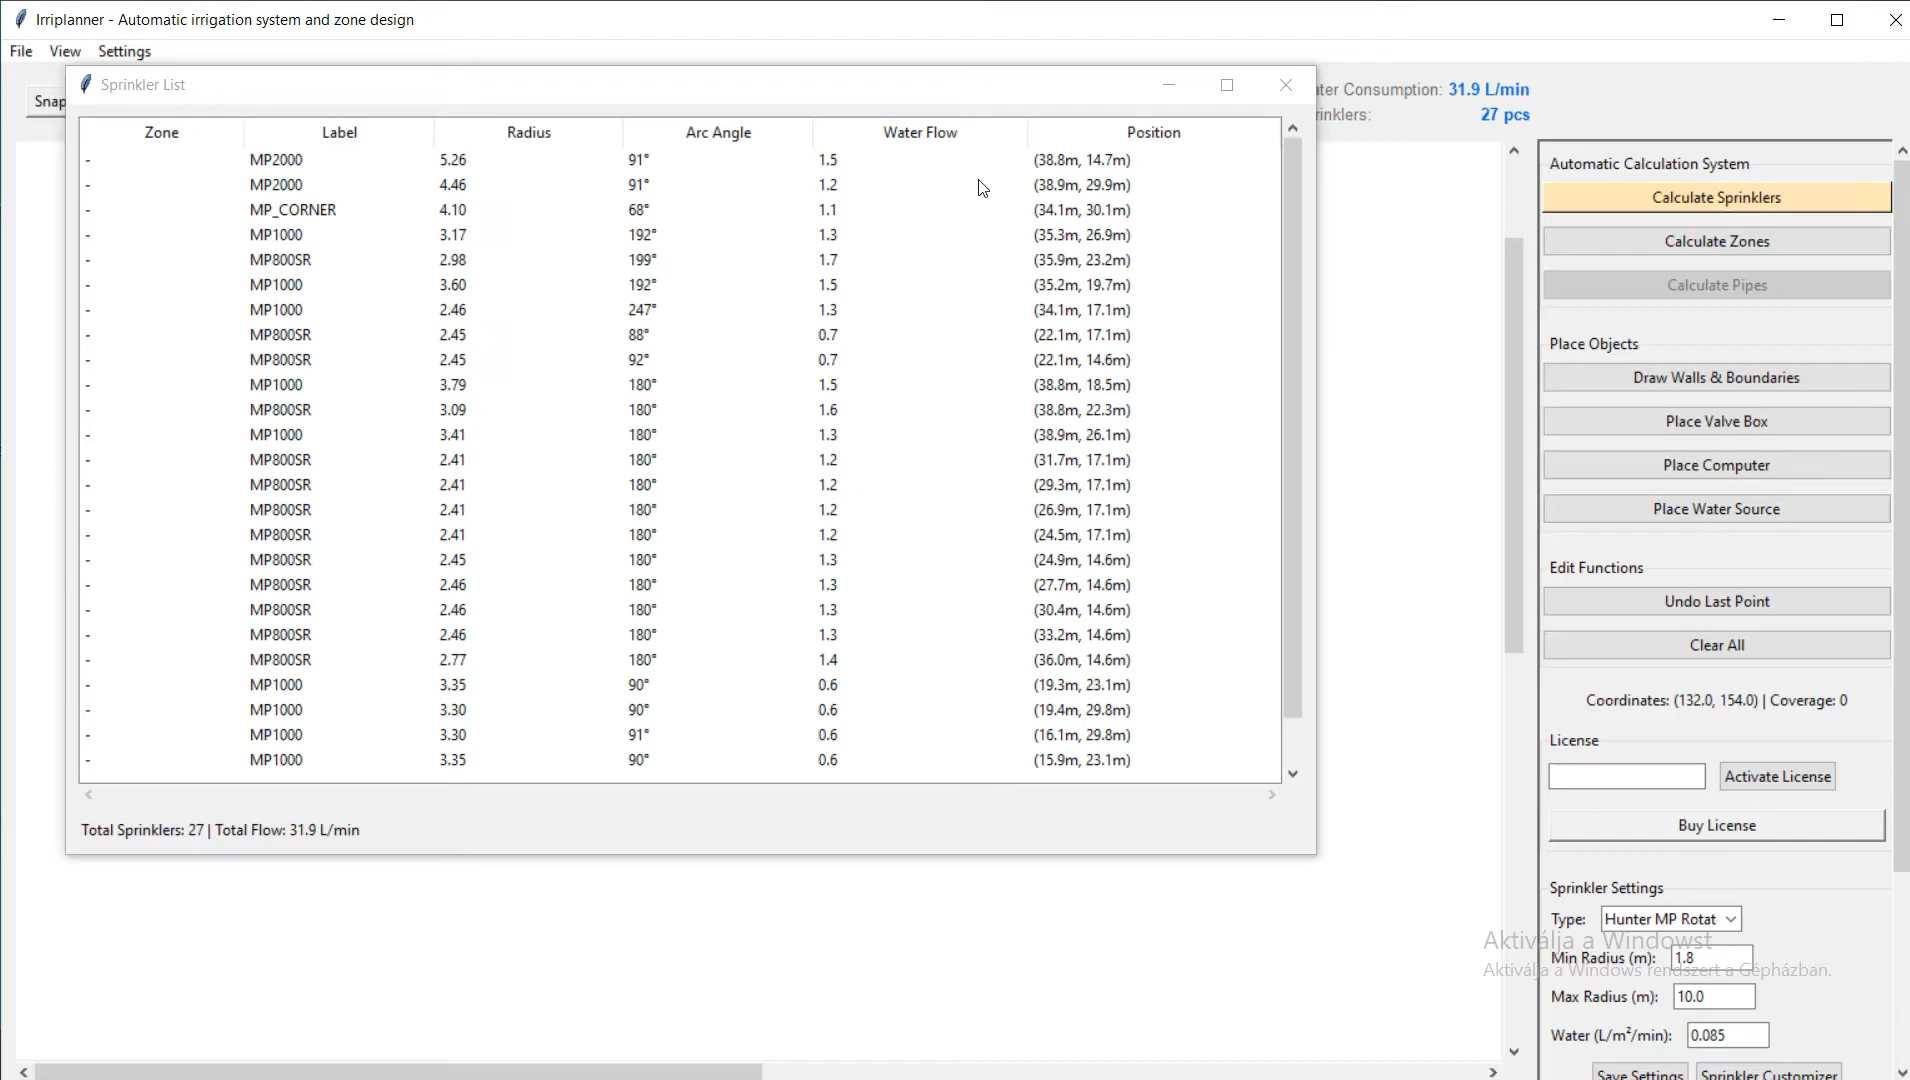 Irriplanner - Automatic irrigation system and zone design
File View Settings
Snap
Sprinkler List
ater Consumption: 31.9 L/min
rinklers: 27 pcs
Zone Label Radius Arc Angle Water Flow Position
- MP2000 5.26 91° 1.5 (38.8m, 14.7m)
- MP2000 4.46 91° 1.2 (38.9m, 29.9m)
- MP_CORNER 4.10 68° 1.1 (34.1m, 30.1m)
- MP1000 3.17 192° 1.3 (35.3m, 26.9m)
- MP800SR 2.98 199° 1.7 (35.9m, 23.2m)
- MP1000 3.60 192° 1.5 (35.2m, 19.7m)
- MP1000 2.46 247° 1.3 (34.1m, 17.1m)
- MP800SR 2.45 88° 0.7 (22.1m, 17.1m)
- MP800SR 2.45 92° 0.7 (22.1m, 14.6m)
- MP1000 3.79 180° 1.5 (38.8m, 18.5m)
- MP800SR 3.09 180° 1.6 (38.8m, 22.3m)
- MP1000 3.41 180° 1.3 (38.9m, 26.1m)
- MP800SR 2.41 180° 1.2 (31.7m, 17.1m)
- MP800SR 2.41 180° 1.2 (29.3m, 17.1m)
- MP800SR 2.41 180° 1.2 (26.9m, 17.1m)
- MP800SR 2.41 180° 1.2 (24.5m, 17.1m)
- MP800SR 2.45 180° 1.3 (24.9m, 14.6m)
- MP800SR 2.46 180° 1.3 (27.7m, 14.6m)
- MP800SR 2.46 180° 1.3 (30.4m, 14.6m)
- MP800SR 2.46 180° 1.3 (33.2m, 14.6m)
- MP800SR 2.77 180° 1.4 (36.0m, 14.6m)
- MP1000 3.35 90° 0.6 (19.3m, 23.1m)
- MP1000 3.30 90° 0.6 (19.4m, 29.8m)
- MP1000 3.30 91° 0.6 (16.1m, 29.8m)
- MP1000 3.35 90° 0.6 (15.9m, 23.1m)
Total Sprinklers: 27 | Total Flow: 31.9 L/min
Automatic Calculation System
Calculate Sprinklers
Calculate Zones
Calculate Pipes
Place Objects
Draw Walls & Boundaries
Place Valve Box
Place Computer
Place Water Source
Edit Functions
Undo Last Point
Clear All
Coordinates: (132.0, 154.0) | Coverage: 0
License
Activate License
Buy License
Sprinkler Settings
Type: Hunter MP Rotat
Aktiválja a Windowst
Min Radius (m): 1.8
Aktiválja a Windows rendszert a Gépházban.
Max Radius (m): 10.0
Water (L/m²/min): 0.085
Save Settings Sprinkler Customizer